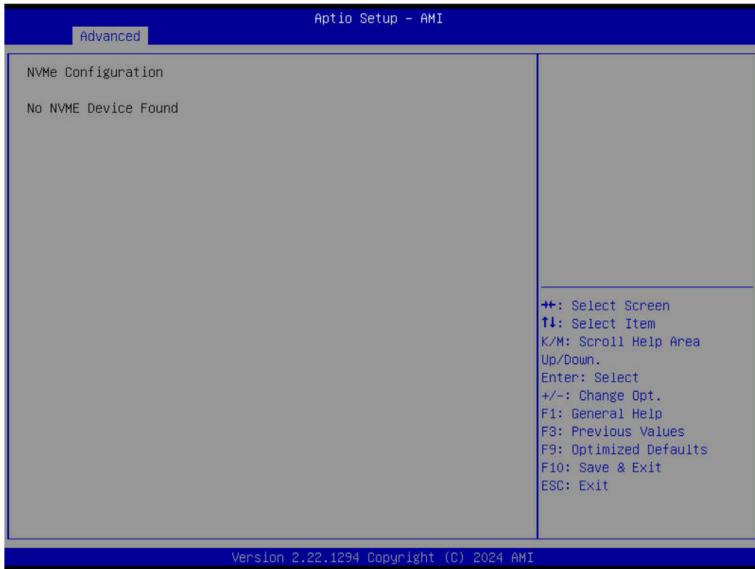 Aptio Setup – AMI
Advanced
NVMe Configuration
No NVME Device Found
→←: Select Screen
↑↓: Select Item
K/M: Scroll Help Area
Up/Down.
Enter: Select
+/-: Change Opt.
F1: General Help
F3: Previous Values
F9: Optimized Defaults
F10: Save & Exit
ESC: Exit
Version 2.22.1294 Copyright (C) 2024 AMI